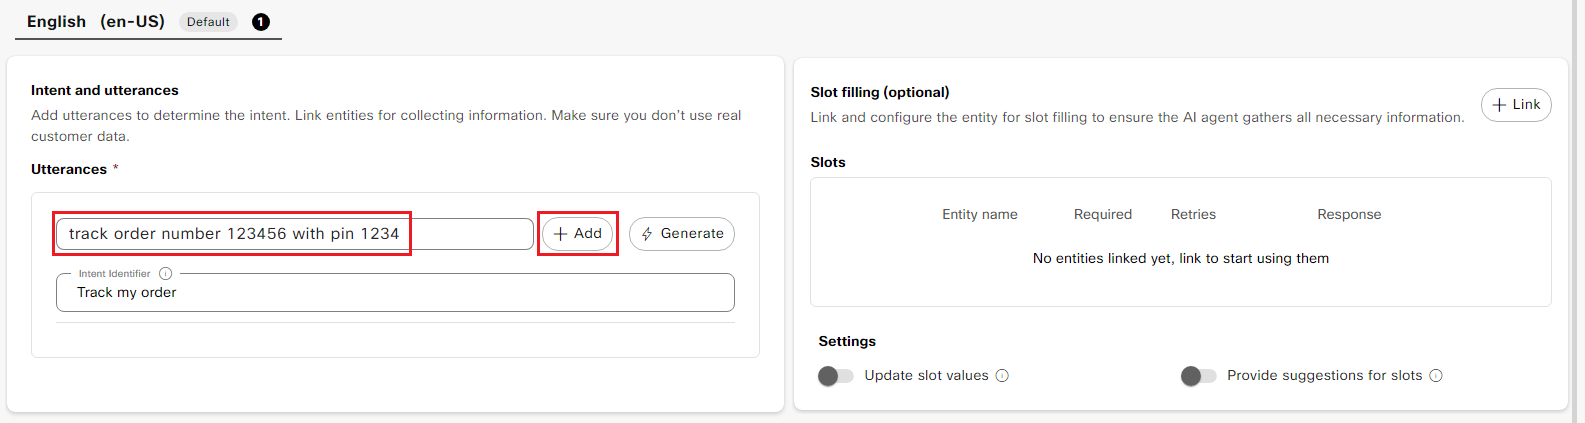 English (en-US) Default 1
Intent and utterances
Add utterances to determine the intent. Link entities for collecting information. Make sure you don't use real
customer data.
Utterances *
track order number 123456 with pin 1234
+ Add
Generate
Intent Identifier
Track my order
Slot filling (optional)
Link and configure the entity for slot filling to ensure the AI agent gathers all necessary information.
+ Link
Slots
Entity name Required Retries Response
No entities linked yet, link to start using them
Settings
Update slot values
Provide suggestions for slots